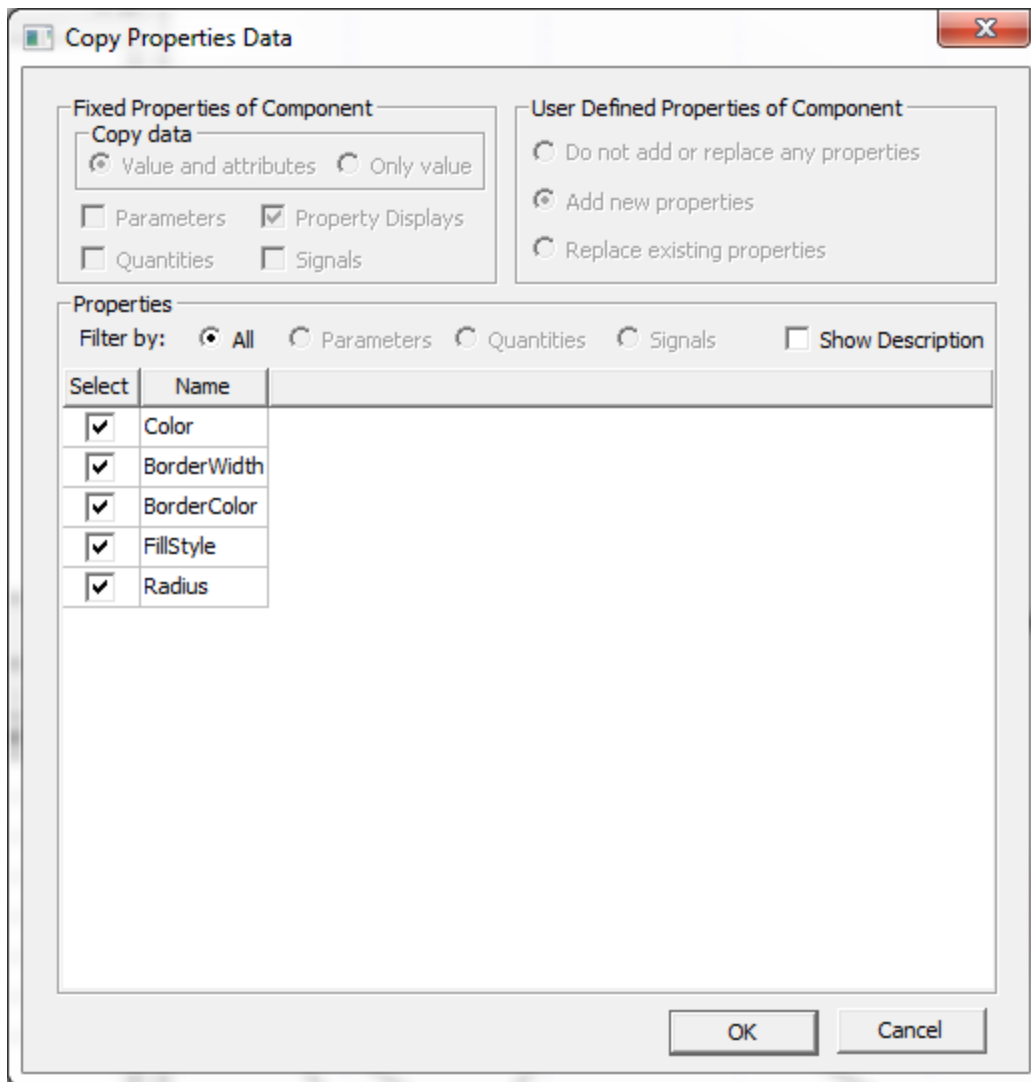 Copy Properties Data
Fixed Properties of Component
Copy data
Value and attributes Only value
Parameters Property Displays
Quantities Signals
User Defined Properties of Component
Do not add or replace any properties
Add new properties
Replace existing properties
Properties
Filter by: All Parameters Quantities Signals Show Description
Select Name
Color
BorderWidth
BorderColor
FillStyle
Radius
OK Cancel